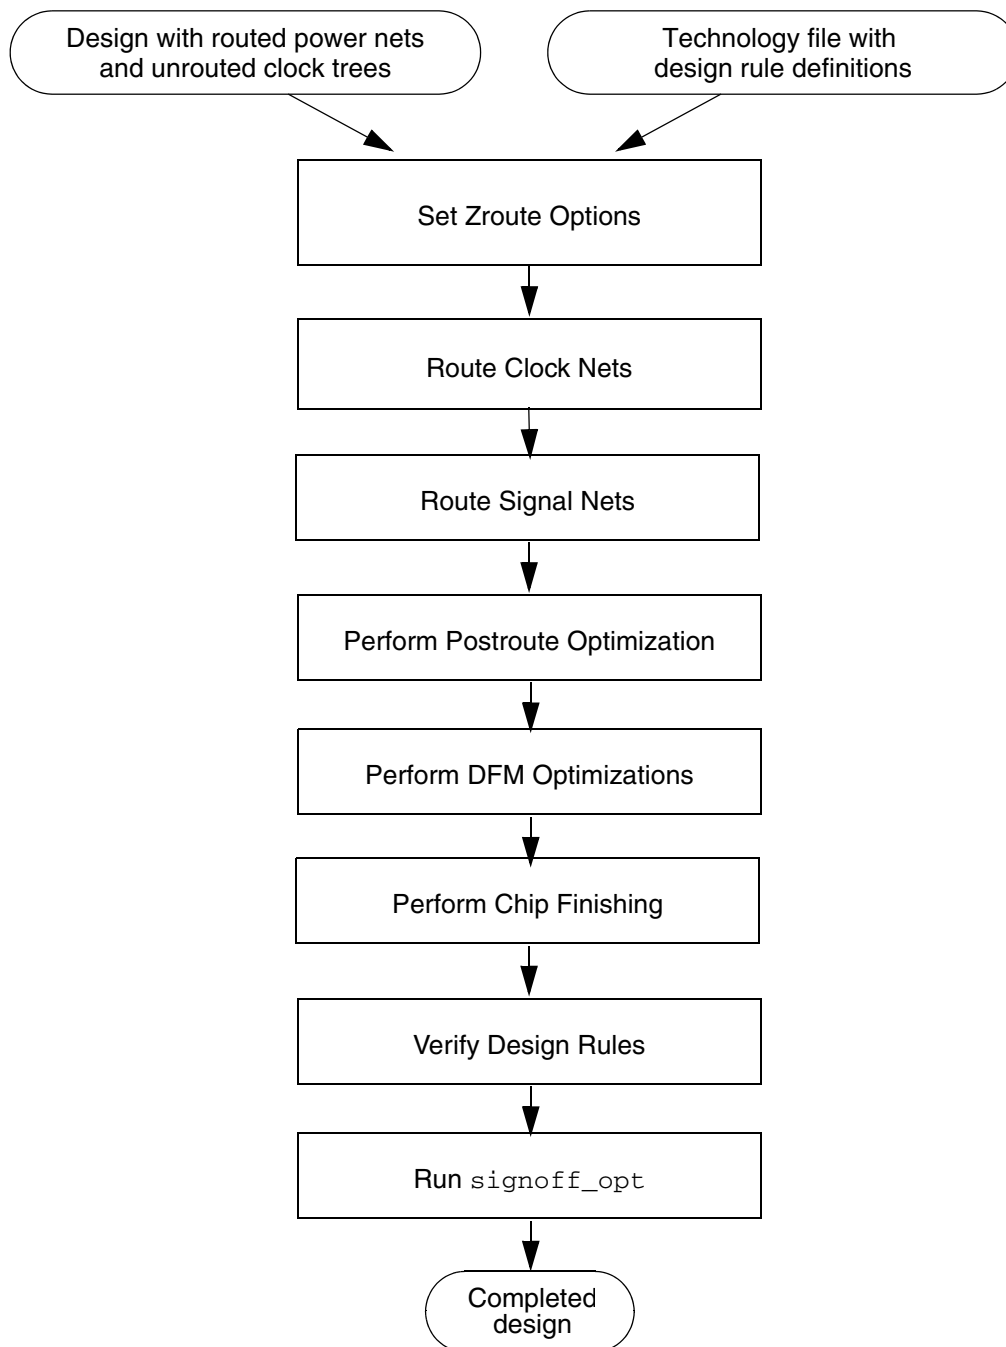 Design with routed power nets
and unrouted clock trees
Technology file with
design rule definitions
Set Zroute Options
Route Clock Nets
Route Signal Nets
Perform Postroute Optimization
Perform DFM Optimizations
Perform Chip Finishing
Verify Design Rules
Run signoff_opt
Completed
design